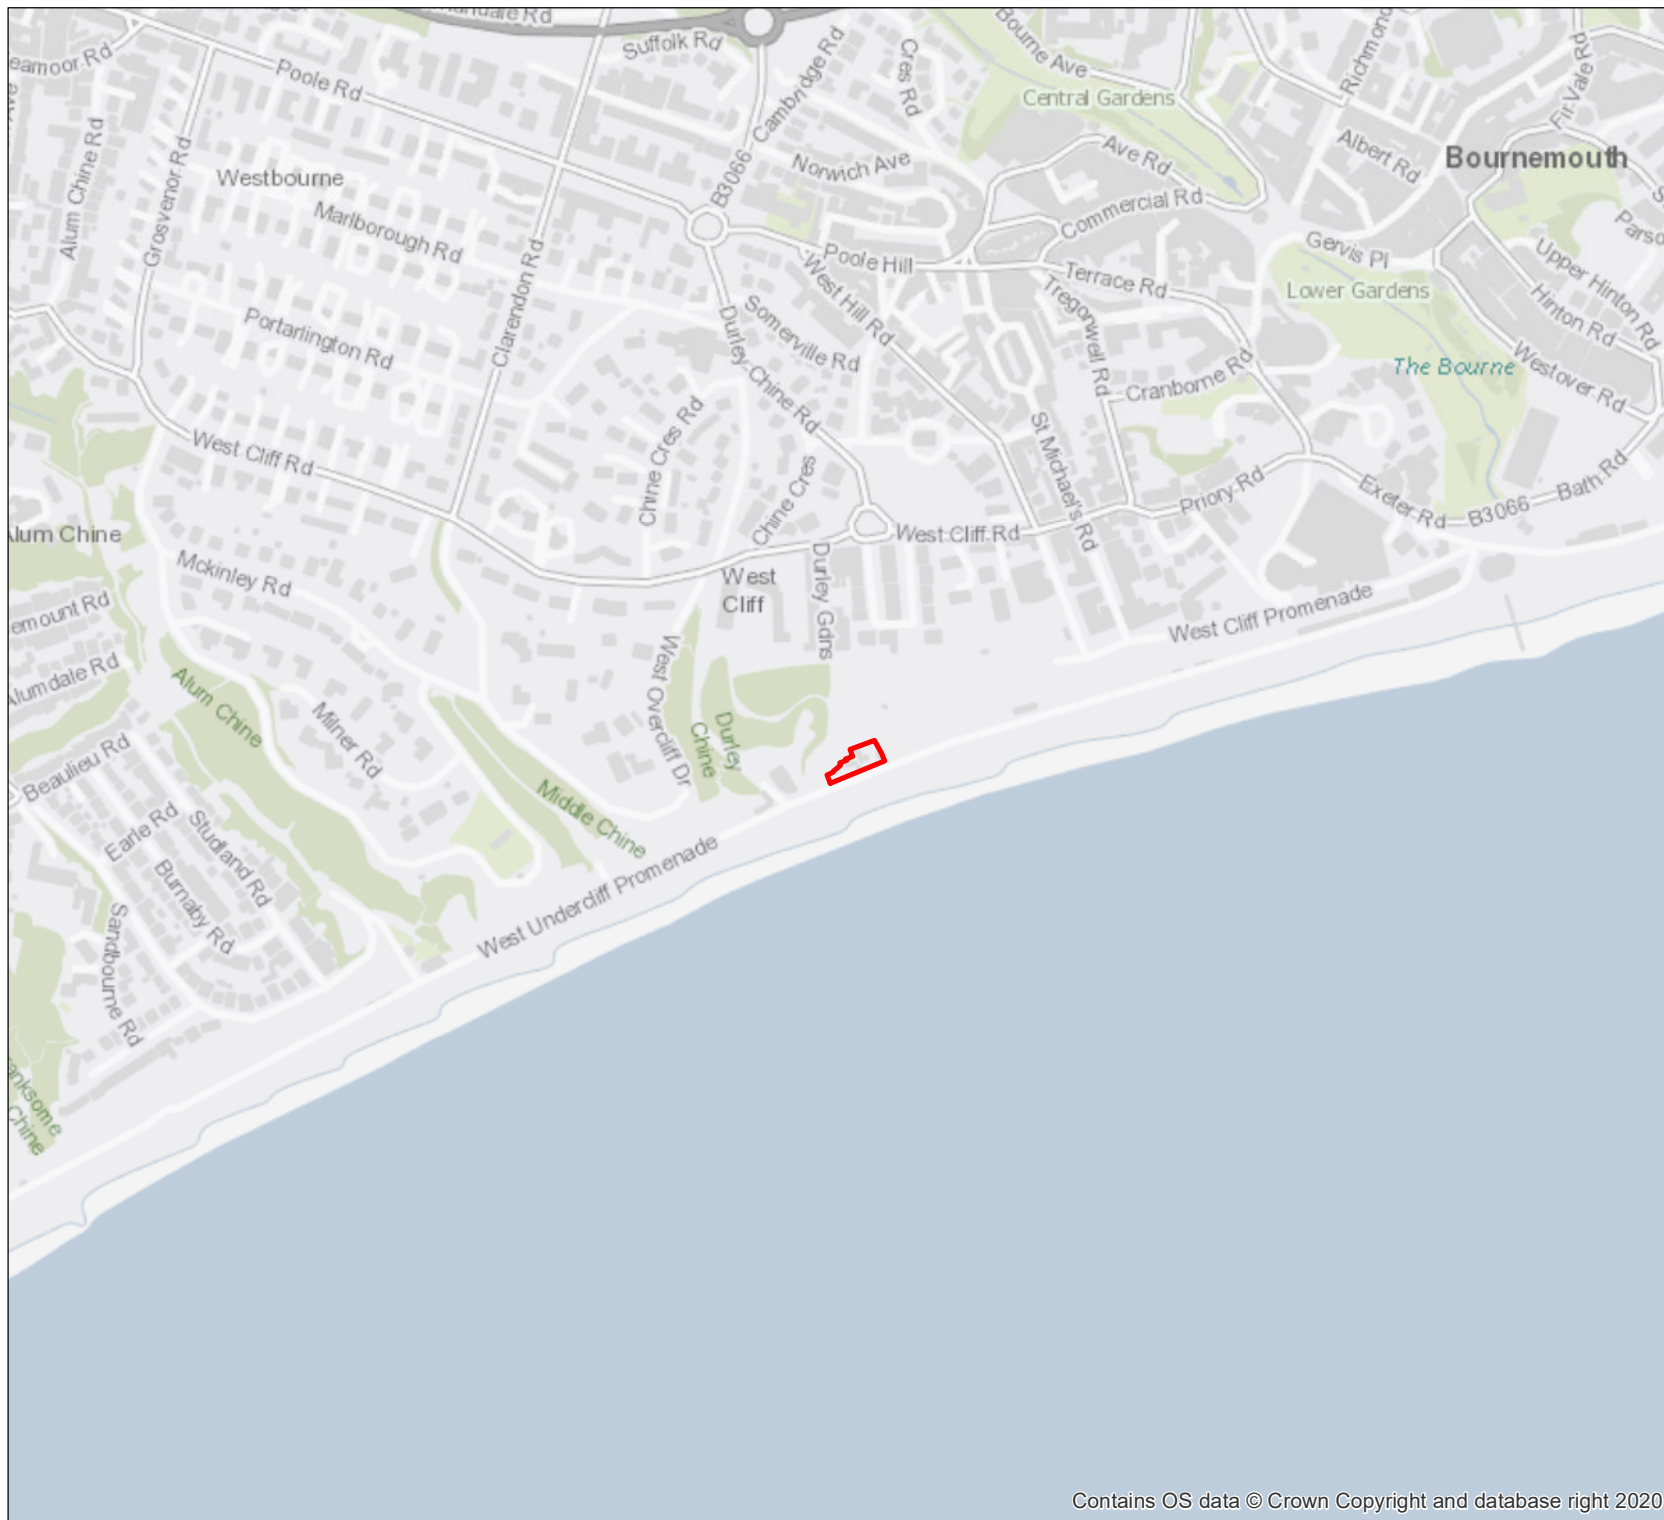 Suffolk Rd
Cres Rd
Bourne Ave
Richmond
Fir Vale Rd
Poole Rd
Cambridge Rd
Central Gardens
Albert Rd
Bournemouth
Alum Chine Rd
Grosvenor Rd
Westbourne
B3066
Norwich Ave
Ave Rd
Commercial Rd
Marlborough Rd
Clarendon Rd
Poole Hill
West Hill Rd
Terrace Rd
Gervis Pl
Lower Gardens
Upper Hinton Rd
Hinton Rd
Portarlington Rd
Durley Chine Rd
Somerville Rd
Tregonwell Rd
Cranborne Rd
The Bourne
Westover Rd
West Cliff Rd
Chine Cres Rd
Chine Cres
St Michael's Rd
Priory Rd
Exeter Rd
B3066
Bath Rd
West Cliff Rd
Mckinley Rd
West
Cliff
Durley Gdns
West Cliff Promenade
Alum Chine
Milner Rd
West Overcliff Dr
Durley
Chine
Beaulieu Rd
Middle Chine
Earle Rd
Studland Rd
Burnaby Rd
Sandbourne Rd
West Undercliff Promenade
Chine
Contains OS data © Crown Copyright and database right 2020